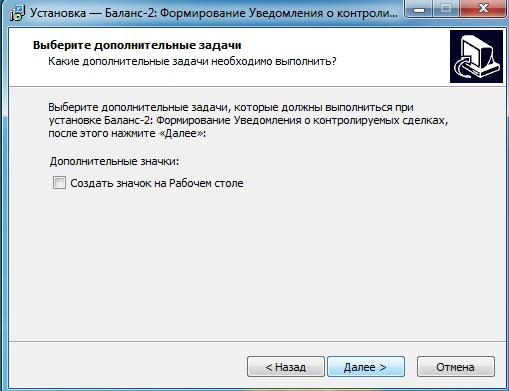 Установка — Баланс-2: Формирование Уведомления о контроли...
Выберите дополнительные задачи
Какие дополнительные задачи необходимо выполнить?
Выберите дополнительные задачи, которые должны выполниться при
установке Баланс-2: Формирование Уведомления о контролируемых сделках,
после этого нажмите «Далее»:
Дополнительные значки:
Создать значок на Рабочем столе
< Назад
Далее >
Отмена